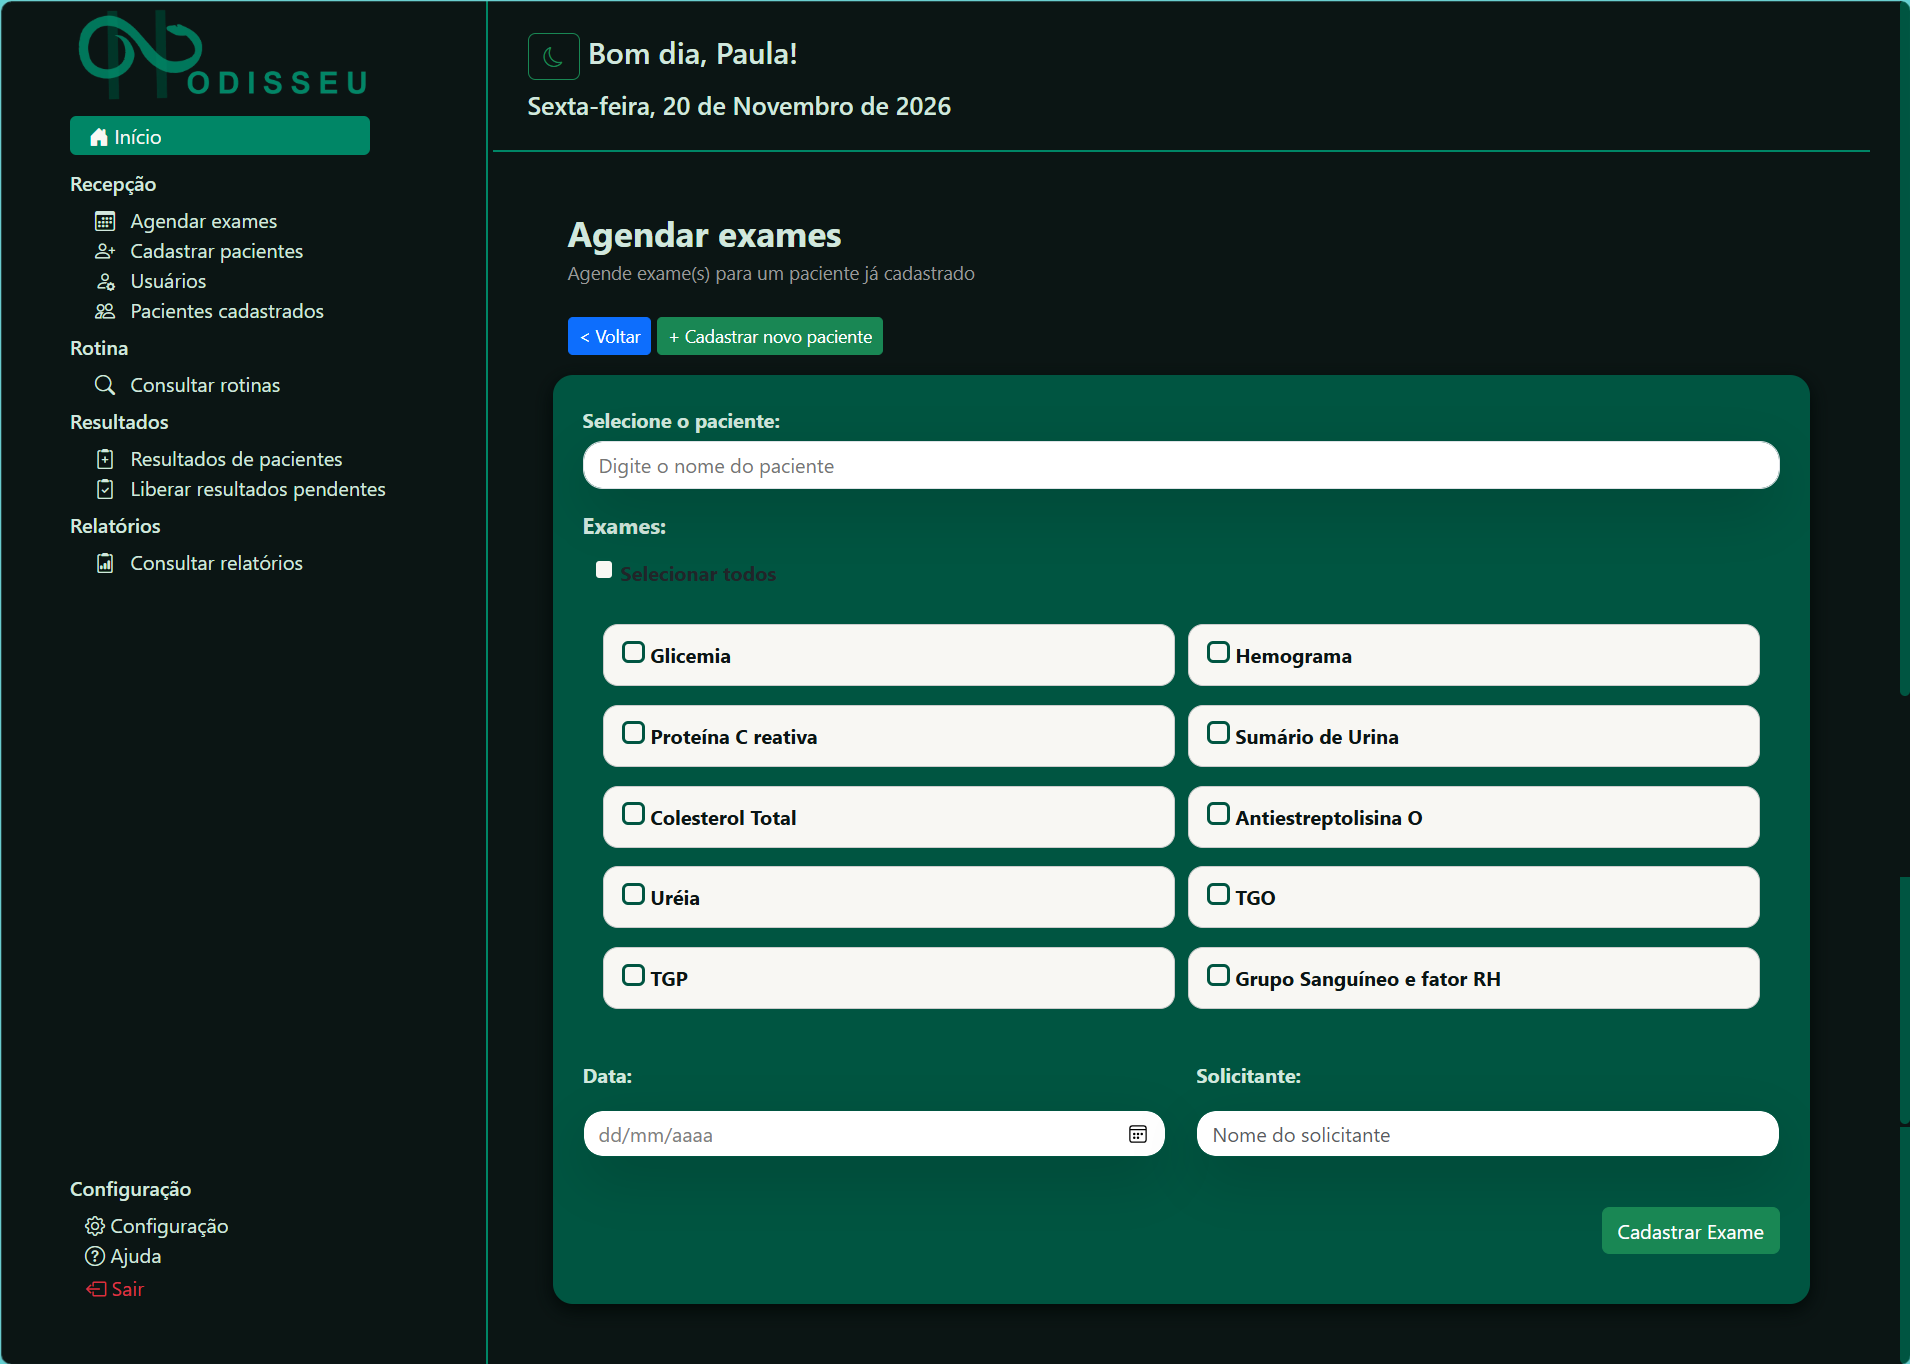 ODISSEU
Início
Recepção
Agendar exames
Cadastrar pacientes
Usuários
Pacientes cadastrados
Rotina
Consultar rotinas
Resultados
Resultados de pacientes
Liberar resultados pendentes
Relatórios
Consultar relatórios
Configuração
Configuração
Ajuda
Sair
Bom dia, Paula!
Sexta-feira, 20 de Novembro de 2026
Agendar exames
Agende exame(s) para um paciente já cadastrado
< Voltar
+ Cadastrar novo paciente
Selecione o paciente:
Digite o nome do paciente
Exames:
Selecionar todos
Glicemia
Hemograma
Proteína C reativa
Sumário de Urina
Colesterol Total
Antiestreptolisina O
Uréia
TGO
TGP
Grupo Sanguíneo e fator RH
Data:
Solicitante:
dd/mm/aaaa
Nome do solicitante
Cadastrar Exame